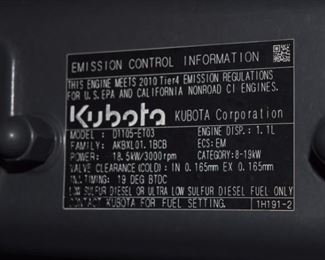 EMISSION CONTROL INFORMATION
THIS ENGINE MEETS 2010 Tier4 EMISSION REGULATIONS
FOR U.S.EPA AND CALIFORNIA NONROAD CI ENGINES.
Kubota KUBOTA Corporation
MODEL: D1105-ET03 ENGINE DISP.: 1.1L
FAMILY: AKBXL01.1BCB ECS:EM
POWER: 18.5kW/3000rpm CATEGORY:8-19kW
VALVE CLEARANCE(COLD): IN 0.165mm EX 0.165mm
INJ.TIMING: 19 DEG BTDC
LOW SULFUR DIESEL OR ULTRA LOW SULFUR DIESEL FUEL ONLY
CONTACT KUBOTA FOR FUEL SETTING. 1H191-2